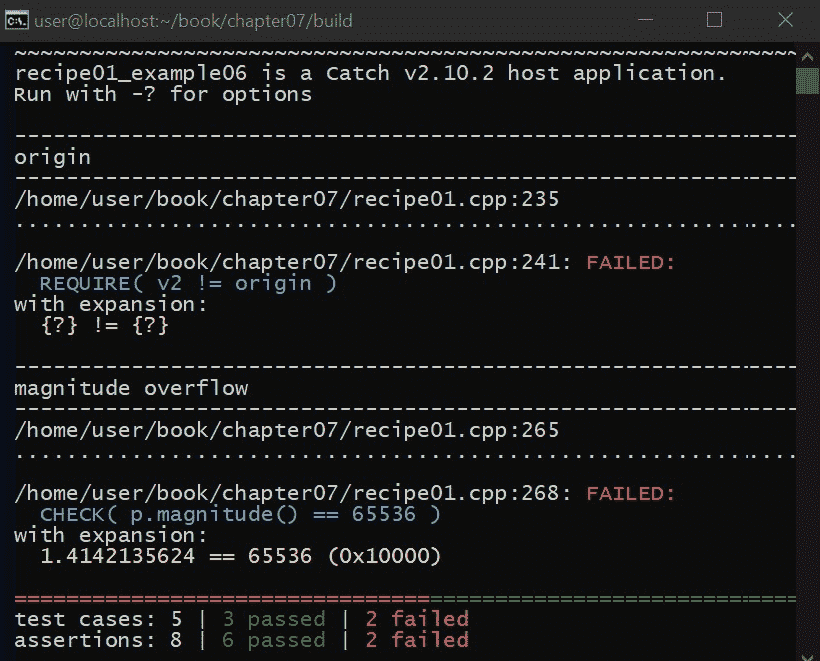 user@localhost:~/book/chapter07/build
~~~~~~~~~~~~~~~~~~~~~~~~~~~~~~~~~~~~~~~~~~~~~~~~~~~~~~~~~~~~~
recipe01_example06 is a Catch v2.10.2 host application.
Run with -? for options
-------------------------------------------------------------
origin
-------------------------------------------------------------
/home/user/book/chapter07/recipe01.cpp:235
.............................................................
/home/user/book/chapter07/recipe01.cpp:241: FAILED:
REQUIRE( v2 != origin )
with expansion:
{?} != {?}
-------------------------------------------------------------
magnitude overflow
-------------------------------------------------------------
/home/user/book/chapter07/recipe01.cpp:265
.............................................................
/home/user/book/chapter07/recipe01.cpp:268: FAILED:
CHECK( p.magnitude() == 65536 )
with expansion:
1.4142135624 == 65536 (0x10000)
=============================================================
test cases: 5 | 3 passed | 2 failed
assertions: 8 | 6 passed | 2 failed